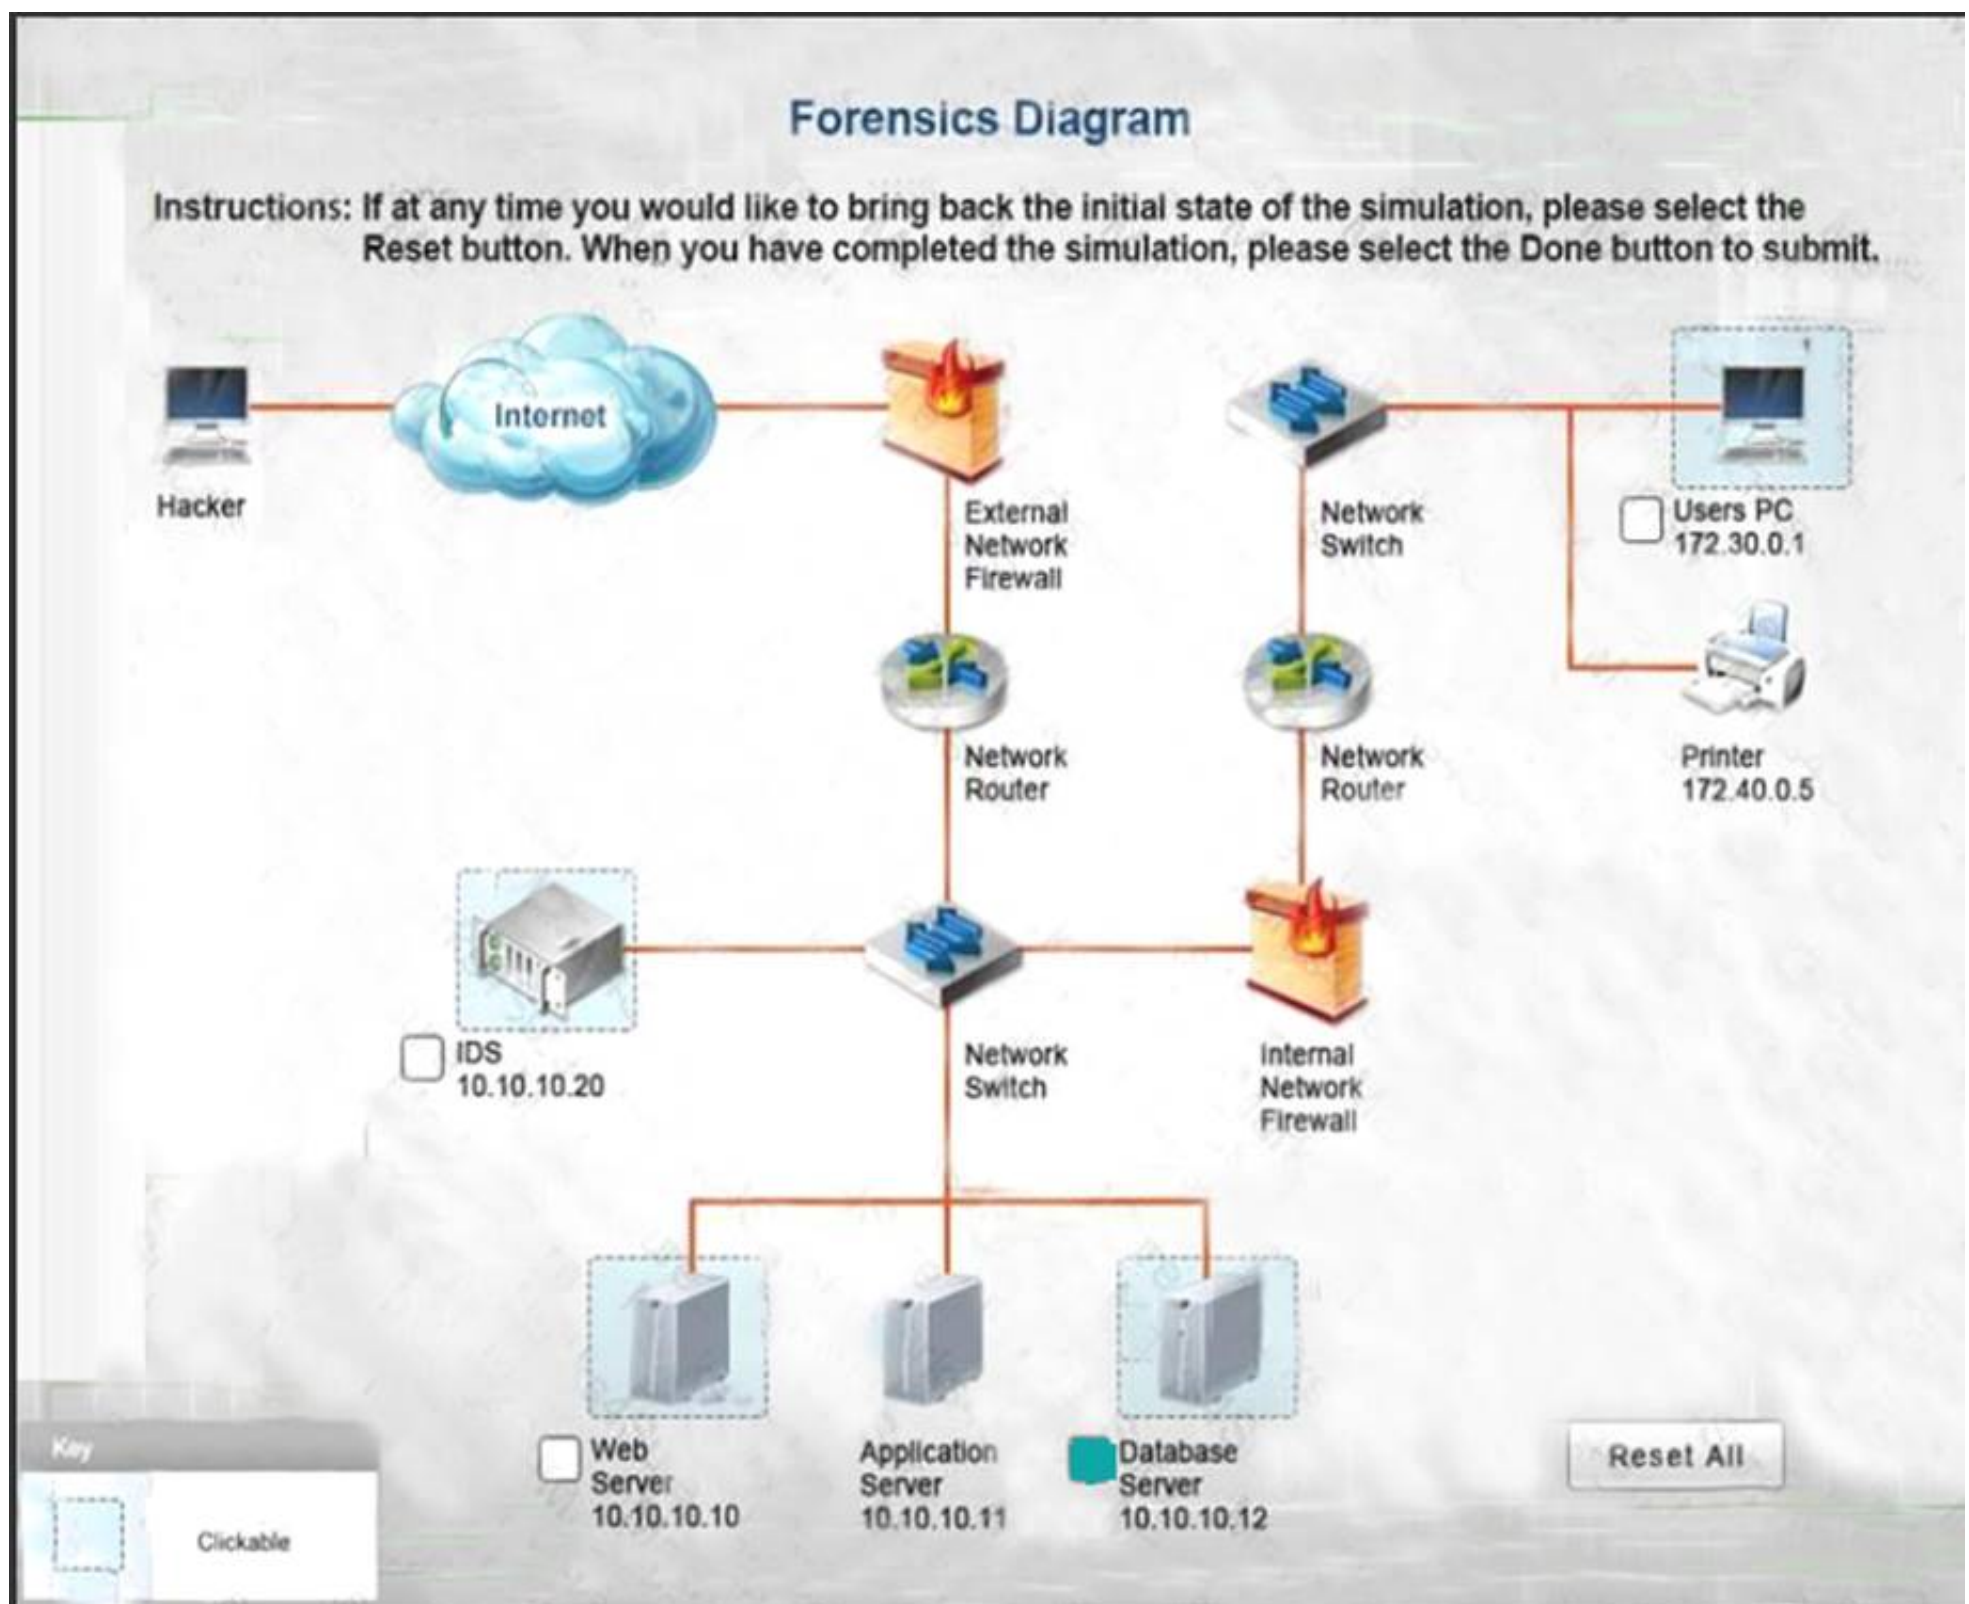 Forensics Diagram
Instructions: If at any time you would like to bring back the initial state of the simulation, please select the
Reset button. When you have completed the simulation, please select the Done button to submit.
Internet
Hacker
External
Network
Firewall
Network
Switch
Users PC
172.30.0.1
Network
Router
Network
Router
Printer
172.40.0.5
IDS
10.10.10.20
Network
Switch
Internal
Network
Firewall
Web
Server
10.10.10.10
Application
Server
10.10.10.11
Database
Server
10.10.10.12
Reset All
Key
Clickable